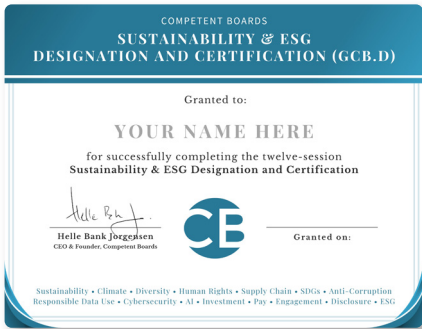 COMPETENT BOARDS
SUSTAINABILITY & ESG
DESIGNATION AND CERTIFICATION (GCB.D)
Granted to:
YOUR NAME HERE
for successfully completing the twelve-session
Sustainability & ESG Designation and Certification
Helle Bank Jorgensen
CEO & Founder, Competent Boards
CB
Granted on:
Sustainability • Climate • Diversity • Human Rights • Supply Chain • SDGs • Anti-Corruption
Responsible Data Use • Cybersecurity • AI • Investment • Pay • Engagement • Disclosure • ESG